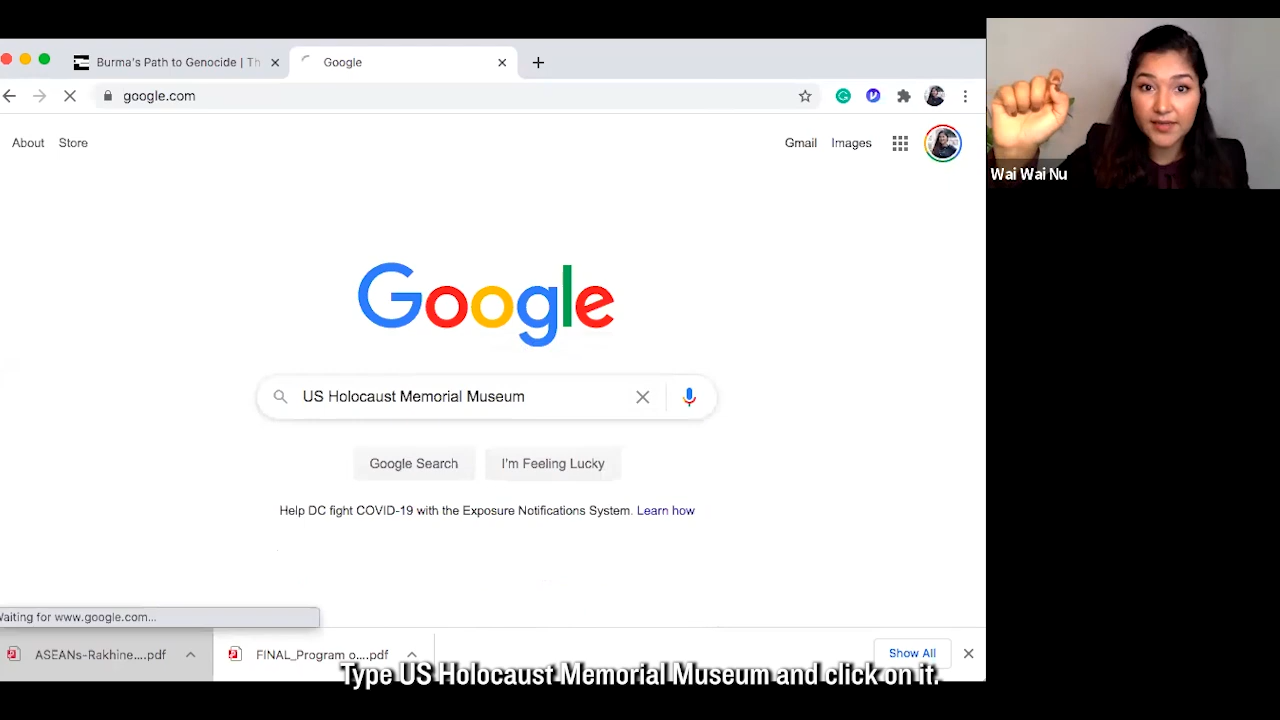 Burma's Path to Genocide | Th
Google
google.com
About Store
Gmail Images
Wai Wai Nu
Google
US Holocaust Memorial Museum
Google Search I'm Feeling Lucky
Help DC fight COVID-19 with the Exposure Notifications System. Learn how
Waiting for www.google.com...
ASEANs-Rakhine....pdf FINAL_Program o....pdf Show All
Type US Holocaust Memorial Museum and click on it.